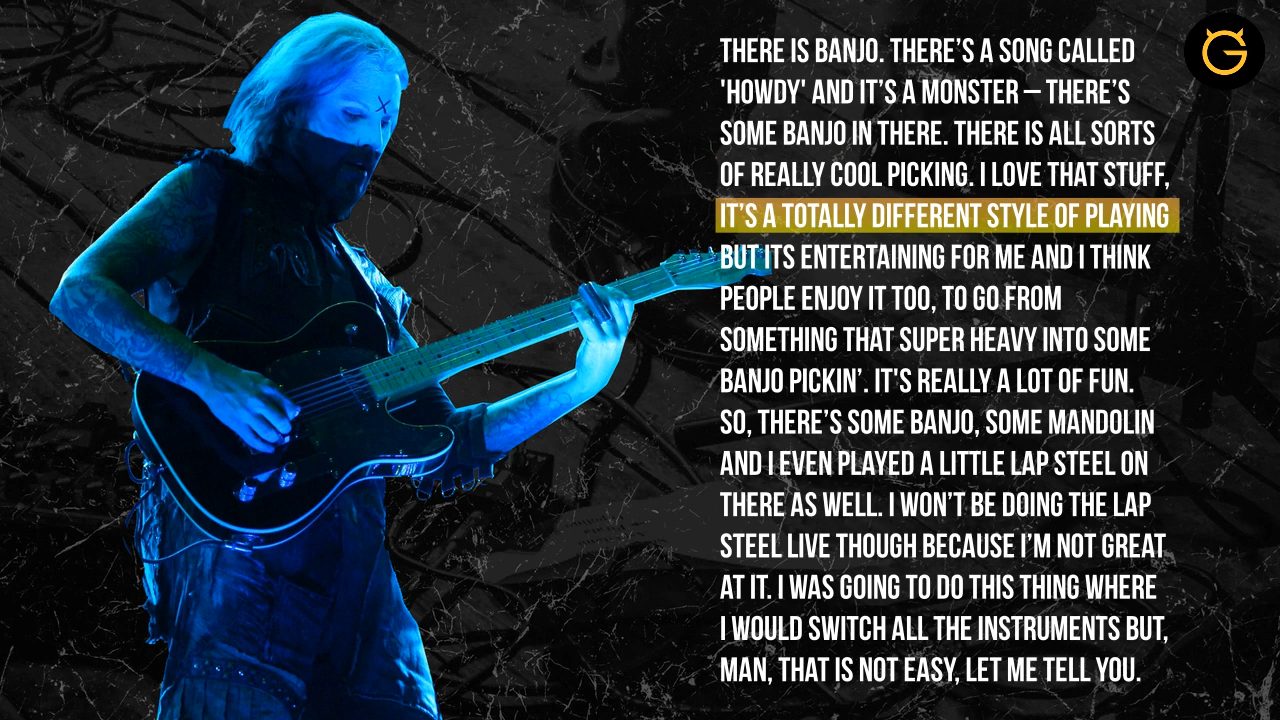 THERE IS BANJO. THERE’S A SONG CALLED
'HOWDY' AND IT’S A MONSTER – THERE’S
SOME BANJO IN THERE. THERE IS ALL SORTS
OF REALLY COOL PICKING. I LOVE THAT STUFF,
IT’S A TOTALLY DIFFERENT STYLE OF PLAYING
BUT ITS ENTERTAINING FOR ME AND I THINK
PEOPLE ENJOY IT TOO, TO GO FROM
SOMETHING THAT SUPER HEAVY INTO SOME
BANJO PICKIN’. IT'S REALLY A LOT OF FUN.
SO, THERE’S SOME BANJO, SOME MANDOLIN
AND I EVEN PLAYED A LITTLE LAP STEEL ON
THERE AS WELL. I WON’T BE DOING THE LAP
STEEL LIVE THOUGH BECAUSE I’M NOT GREAT
AT IT. I WAS GOING TO DO THIS THING WHERE
I WOULD SWITCH ALL THE INSTRUMENTS BUT,
MAN, THAT IS NOT EASY, LET ME TELL YOU.